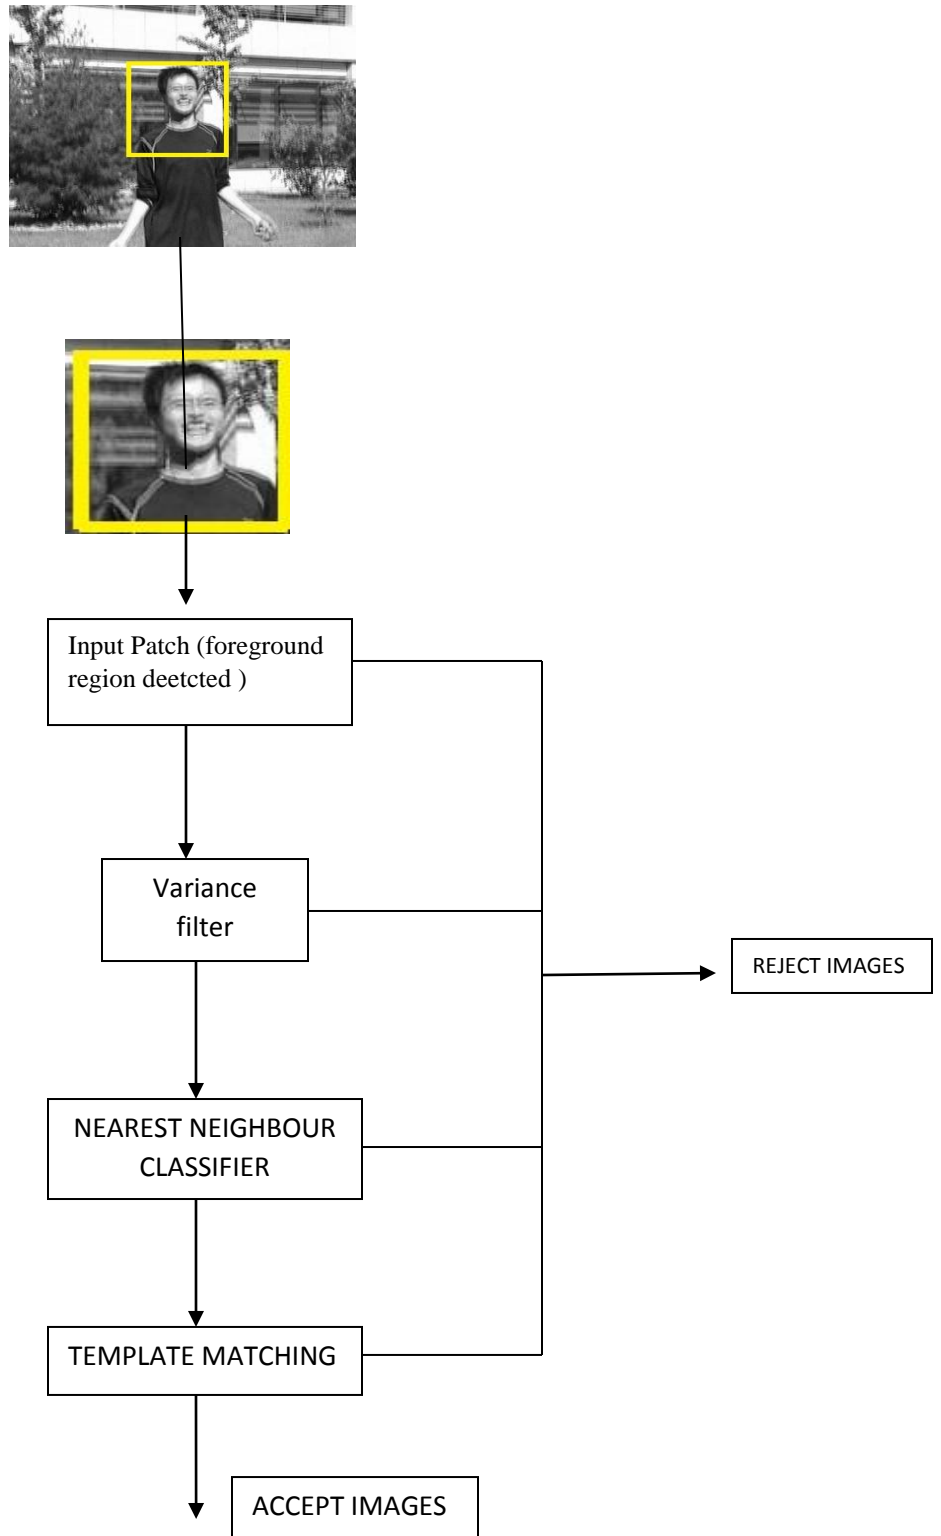 Input Patch (foreground
region deetcted )
Variance
filter
REJECT IMAGES
NEAREST NEIGHBOUR
CLASSIFIER
TEMPLATE MATCHING
ACCEPT IMAGES